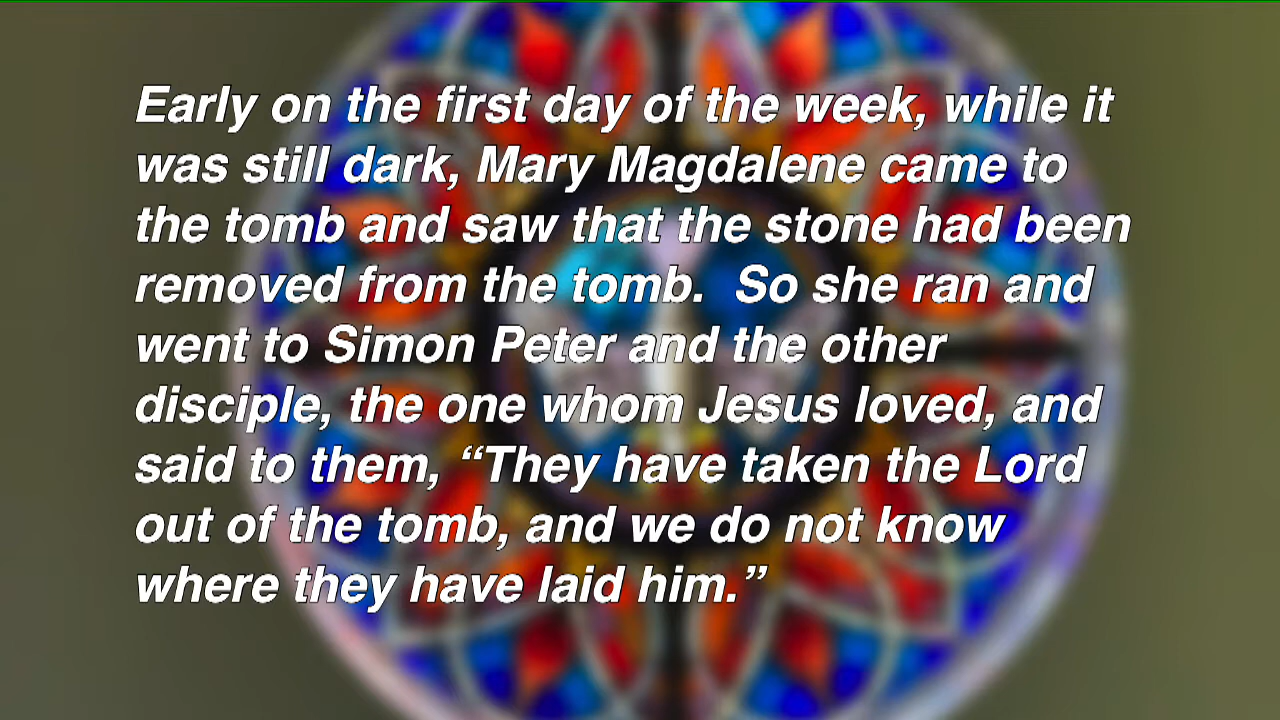 Early on the first day of the week, while it
was still dark, Mary Magdalene came to
the tomb and saw that the stone had been
removed from the tomb.  So she ran and
went to Simon Peter and the other
disciple, the one whom Jesus loved, and
said to them, “They have taken the Lord
out of the tomb, and we do not know
where they have laid him.”